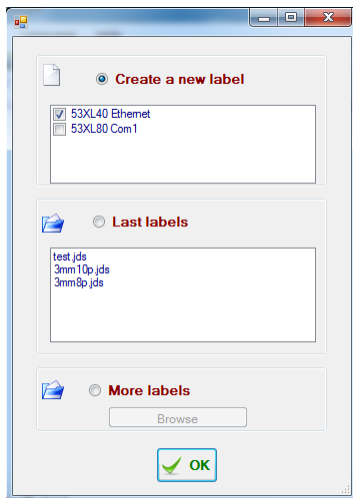 Create a new label
53XL40 Ethernet
53XL80 Com1
Last labels
test.jds
3mm10p.jds
3mm8p.jds
More labels
Browse
OK